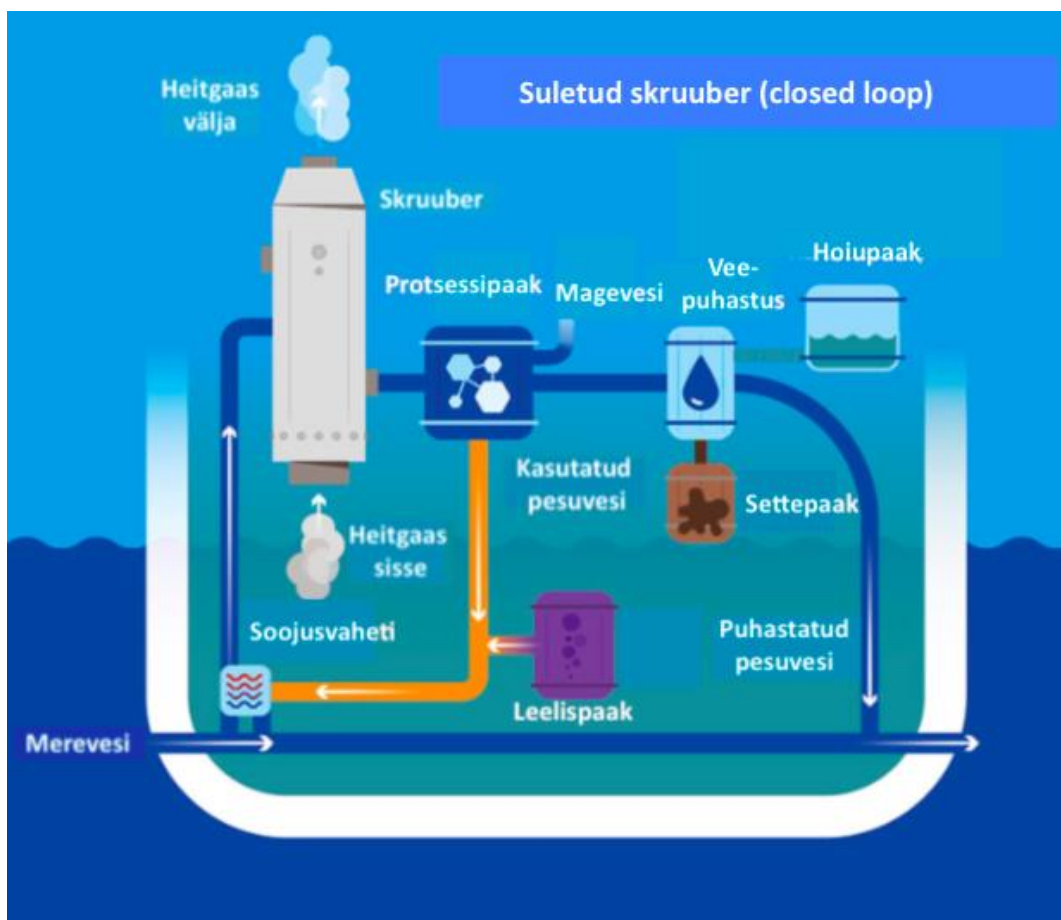 Suletud skruuber (closed loop)
Heitgaas
välja
Skruuber
Protsessipaak
Magevesi
Vee-
puhastus
Hoiupaak
Kasutatud
pesuvesi
Settepaak
Heitgaas
sisse
Soojusvaheti
Leelispaak
Puhastatud
pesuvesi
Merevesi